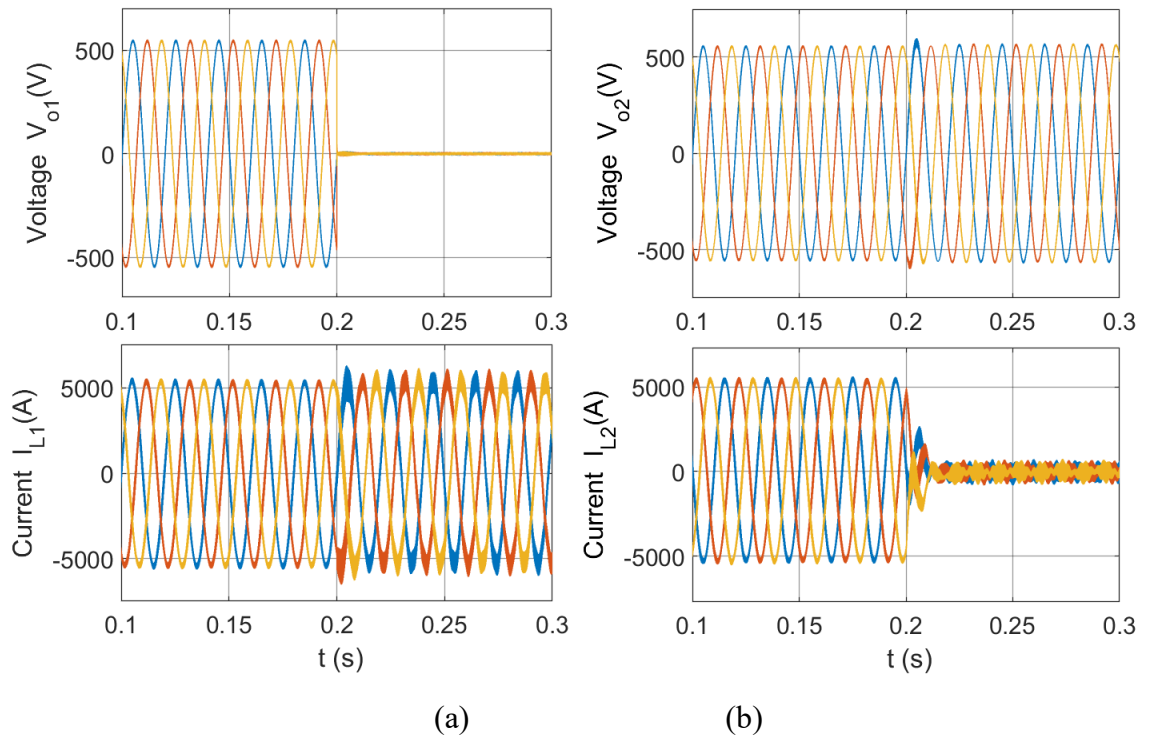 Voltage V_o1(V)
500
0
-500
0.1 0.15 0.2 0.25 0.3
Current I_L1(A)
5000
0
-5000
0.1 0.15 0.2 0.25 0.3
t (s)
(a)
Voltage V_o2(V)
500
0
-500
0.1 0.15 0.2 0.25 0.3
Current I_L2(A)
5000
0
-5000
0.1 0.15 0.2 0.25 0.3
t (s)
(b)